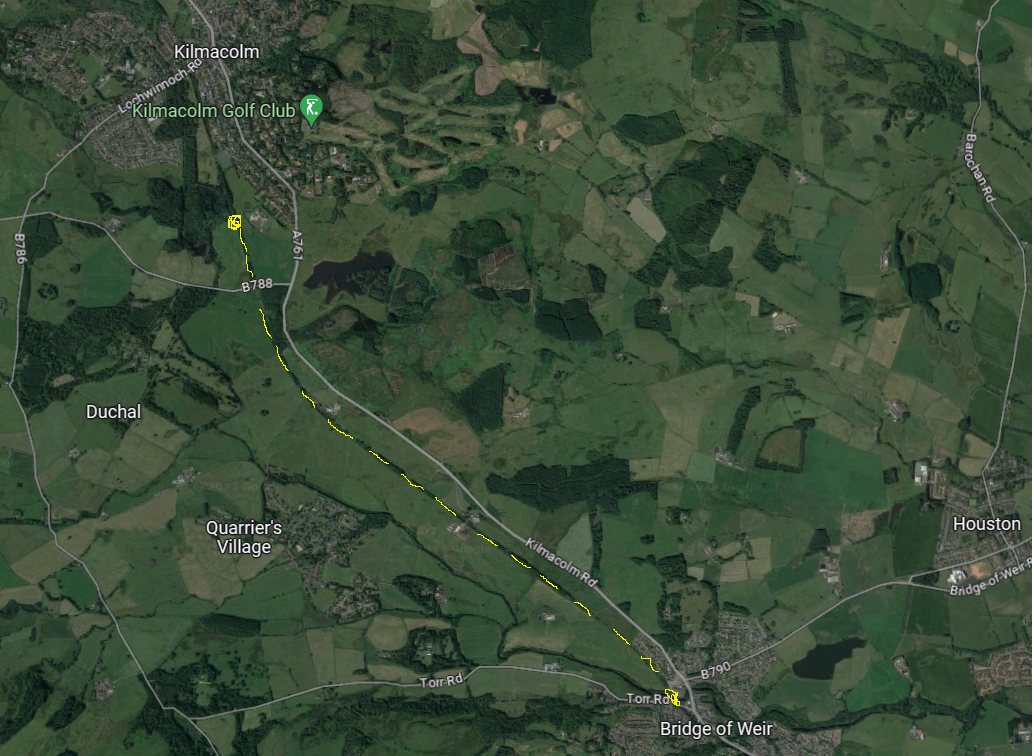 Kilmacolm
Lochwinnoch Rd
Kilmacolm Golf Club
Barochan Rd
B786
A761
B788
Duchal
Quarrier's
Village
Houston
Kilmacolm Rd
Bridge of Weir R
B790
Torr Rd
Torr Rd
Bridge of Weir